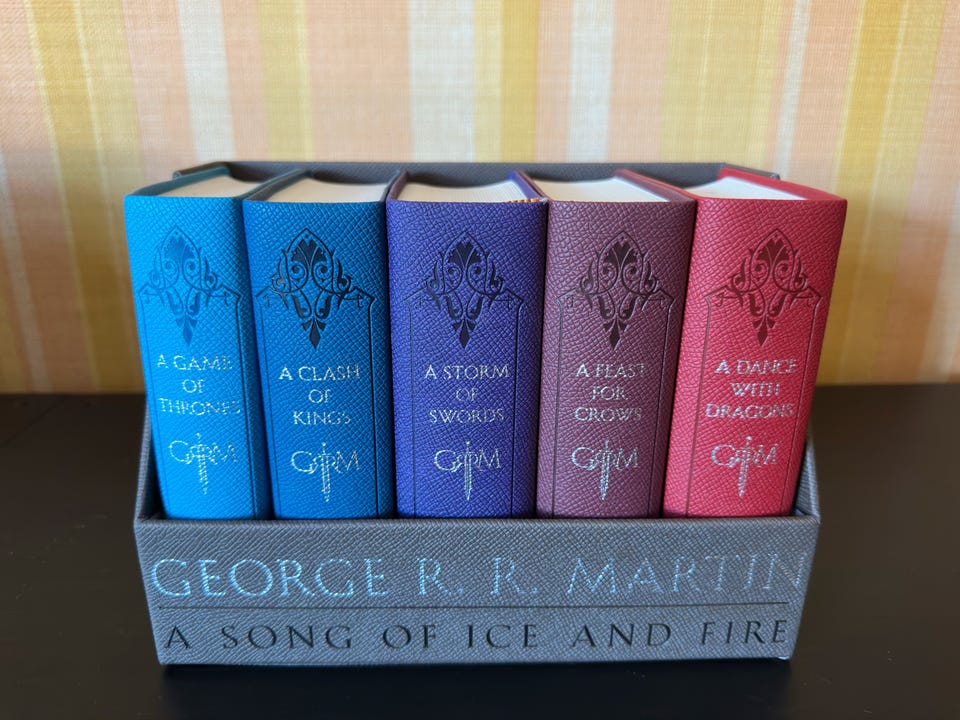 A GAME
OF
THRONES
GRRM
A CLASH
OF
KINGS
GRRM
A STORM
OF
SWORDS
GRRM
A FEAST
FOR
CROWS
GRRM
A DANCE
WITH
DRAGONS
GRRM
GEORGE R. R. MARTIN
A SONG OF ICE AND FIRE